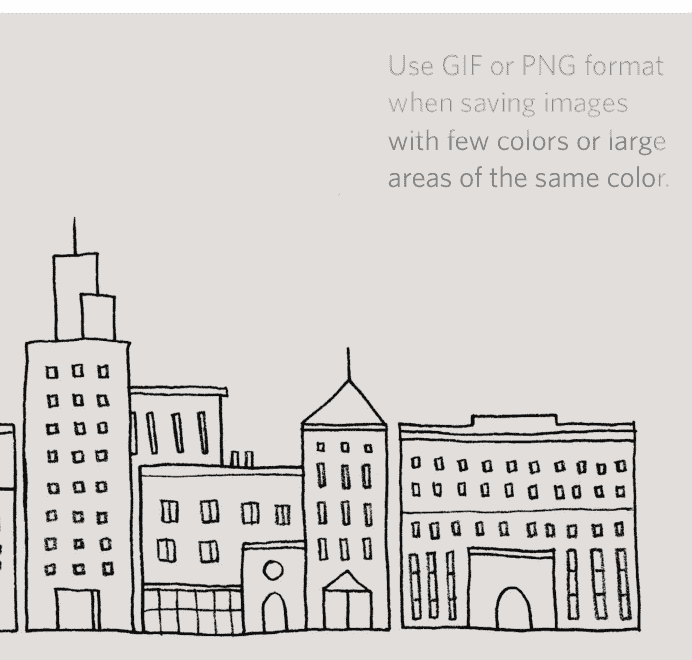 Use GIF or PNG format
when saving images
with few colors or large
areas of the same color.